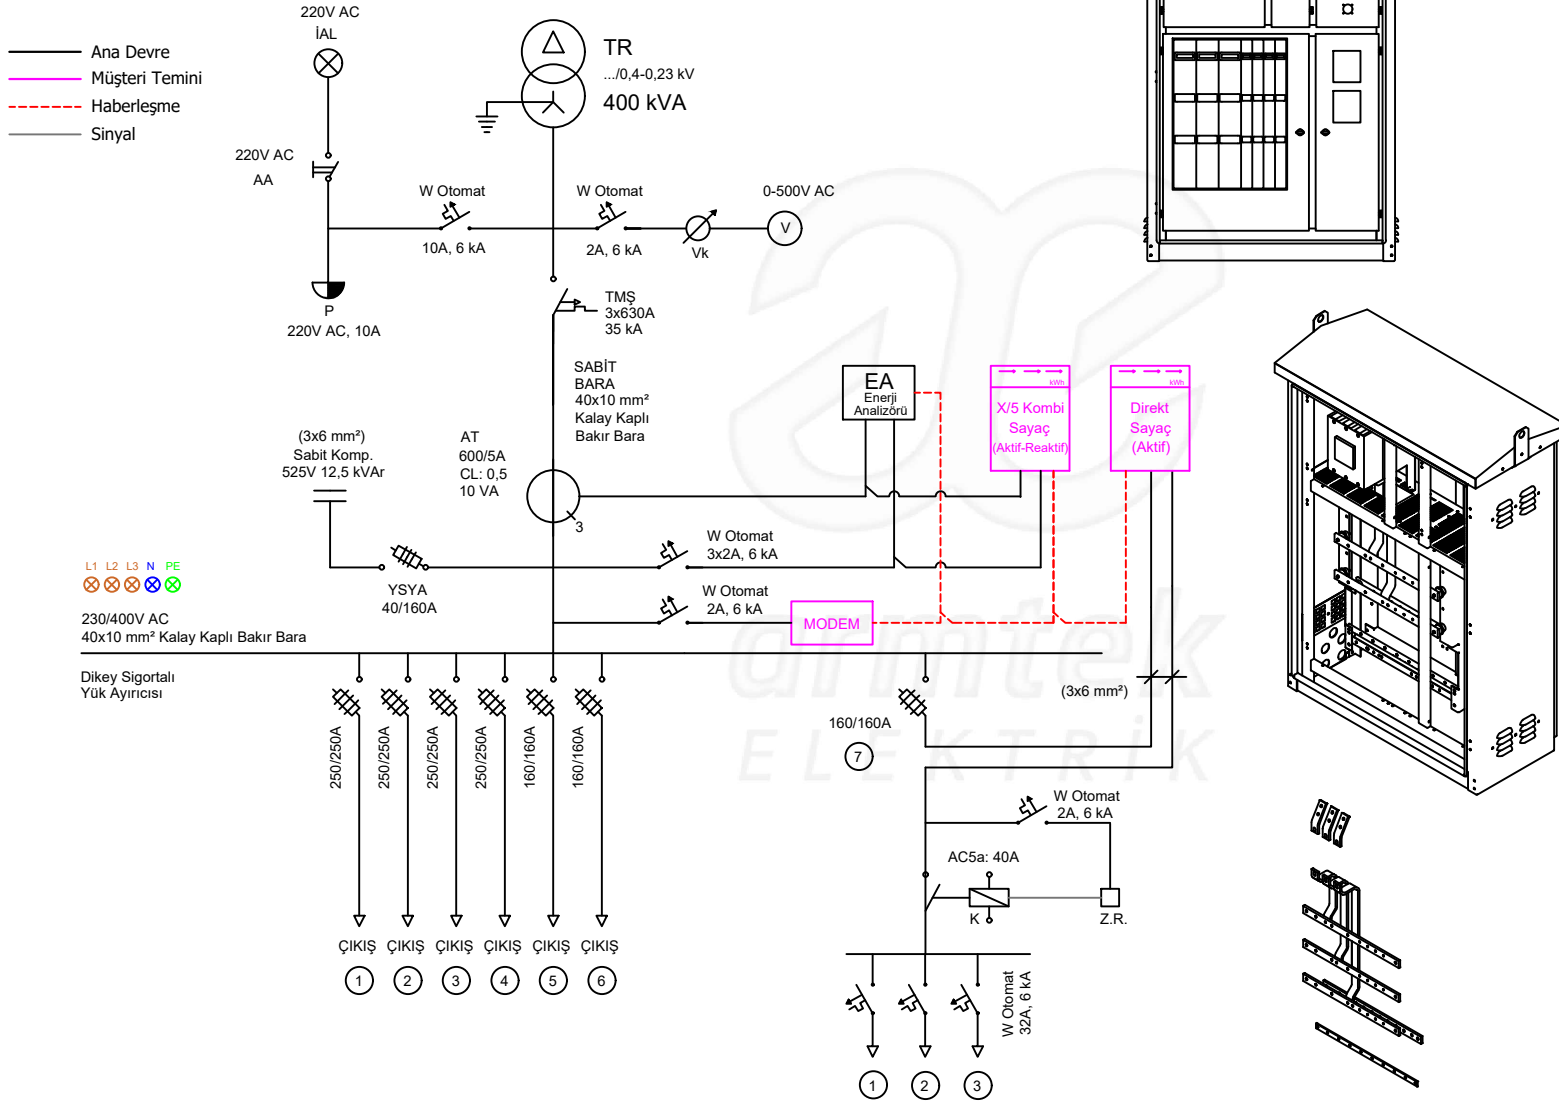 220V AC
İAL
Ana Devre
Müşteri Temini
Haberleşme
Sinyal
TR
.../0,4-0,23 kV
400 kVA
220V AC
AA
W Otomat
10A, 6 kA
W Otomat
2A, 6 kA
Vk
0-500V AC
V
P
220V AC, 10A
TMŞ
3x630A
35 kA
SABİT
BARA
40x10 mm²
Kalay Kaplı
Bakır Bara
EA
Enerji
Analizörü
kWh
X/5 Kombi
Sayaç
(Aktif-Reaktif)
kWh
Direkt
Sayaç
(Aktif)
(3x6 mm²)
Sabit Komp.
525V 12,5 kVAr
AT
600/5A
CL: 0,5
10 VA
3
W Otomat
3x2A, 6 kA
YSYA
40/160A
W Otomat
2A, 6 kA
MODEM
L1 L2 L3 N PE
230/400V AC
40x10 mm² Kalay Kaplı Bakır Bara
Dikey Sigortalı
Yük Ayırıcısı
armtek
ELEKTRİK
250/250A
250/250A
250/250A
250/250A
160/160A
160/160A
160/160A
7
(3x6 mm²)
W Otomat
2A, 6 kA
AC5a: 40A
K
Z.R.
ÇIKIŞ ÇIKIŞ ÇIKIŞ ÇIKIŞ ÇIKIŞ ÇIKIŞ
1 2 3 4 5 6
W Otomat
32A, 6 kA
1 2 3